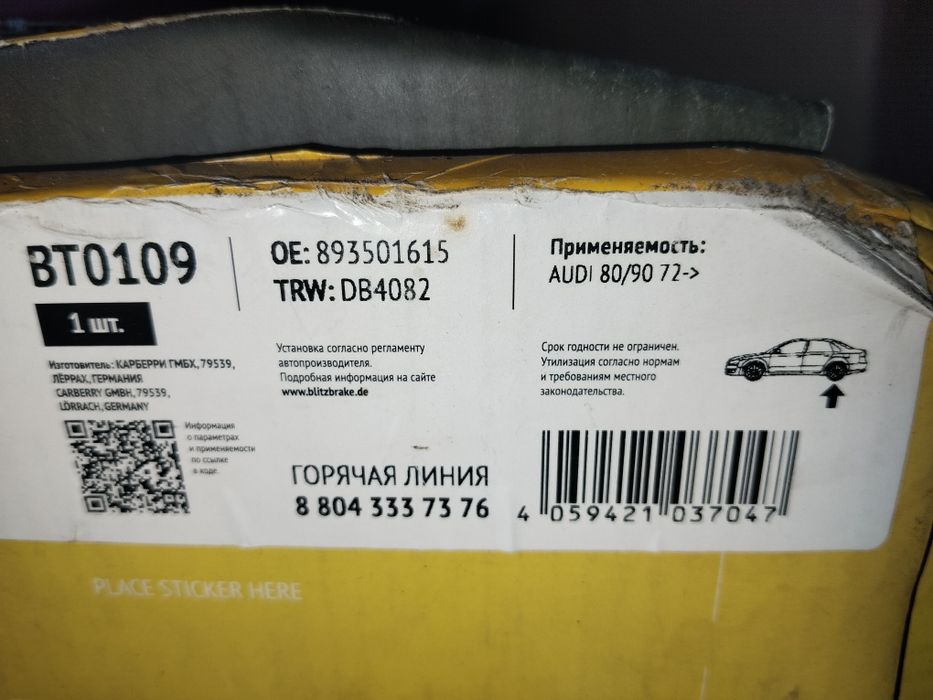 BT0109
1 шт.
Изготовитель: КАРБЕРРИ ГМБХ, 79539,
ЛЁРРАХ, ГЕРМАНИЯ
CARBERRY GMBH, 79539,
LÖRRACH, GERMANY
Информация
о параметрах
и применяемости
по ссылке
в коде.
OE: 893501615
TRW: DB4082
Установка согласно регламенту
автопроизводителя.
Подробная информация на сайте
www.blitzbrake.de
ГОРЯЧАЯ ЛИНИЯ
8 804 333 73 76
Применяемость:
AUDI 80/90 72->
Срок годности не ограничен.
Утилизация согласно нормам
и требованиям местного
законодательства.
4 059421 037047
PLACE STICKER HERE